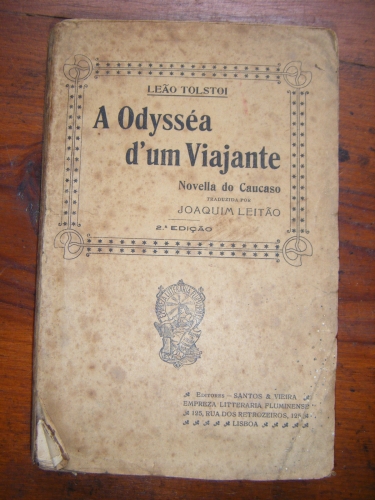 LEÃO TOLSTOI
A Odysséa
d'um Viajante
Novella do Caucaso
TRADUZIDA POR
JOAQUIM LEITÃO
2.ª EDIÇÃO
EDITORES — SANTOS & VIEIRA
EMPREZA LITTERARIA FLUMINENSE
125, RUA DOS RETROZEIROS, 125
LISBOA